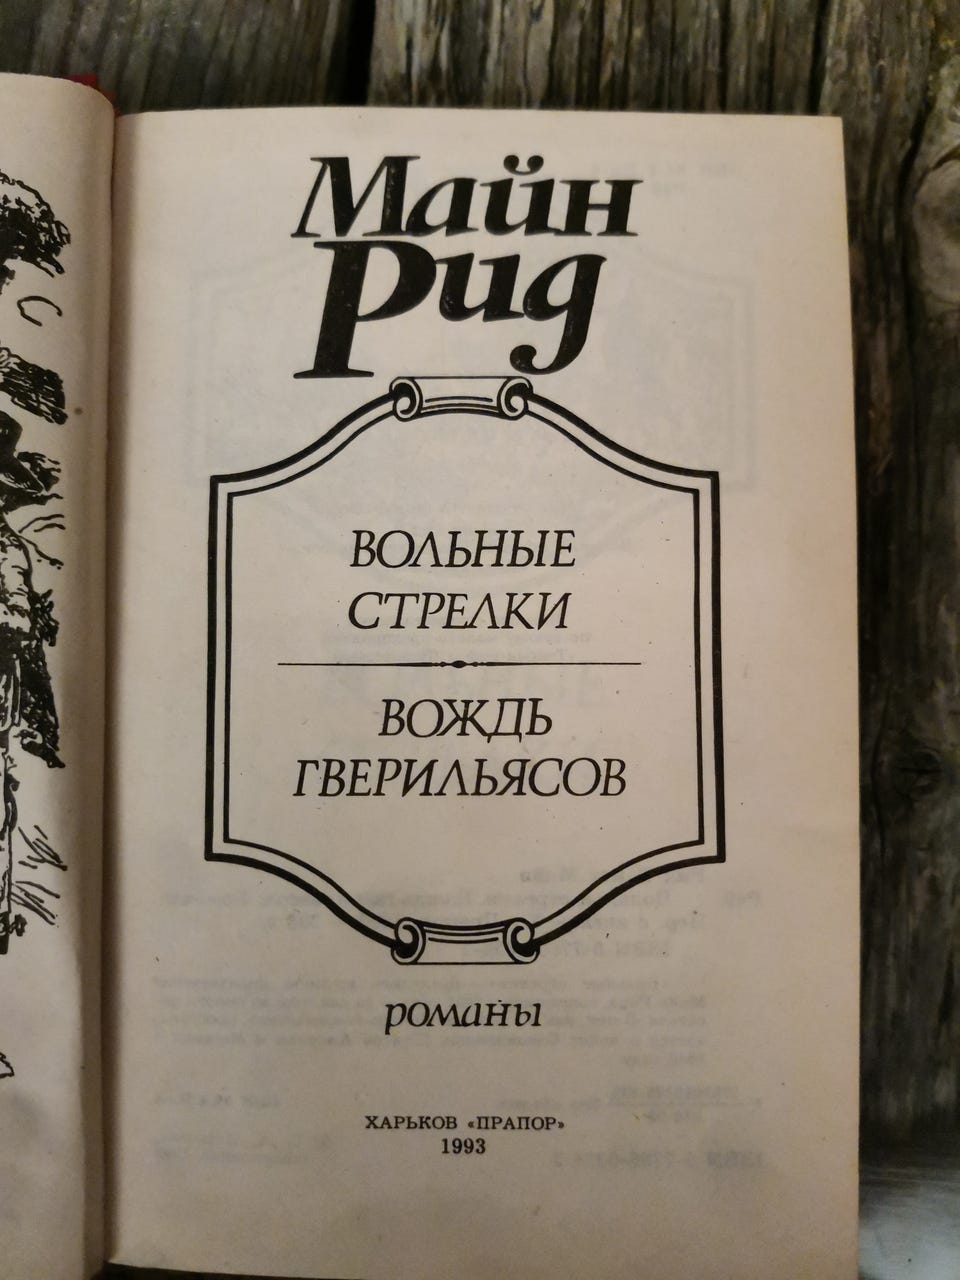 Майн
Рид
ВОЛЬНЫЕ
СТРЕЛКИ
ВОЖДЬ
ГВЕРИЛЬЯСОВ
романы
ХАРЬКОВ «ПРАПОР»
1993